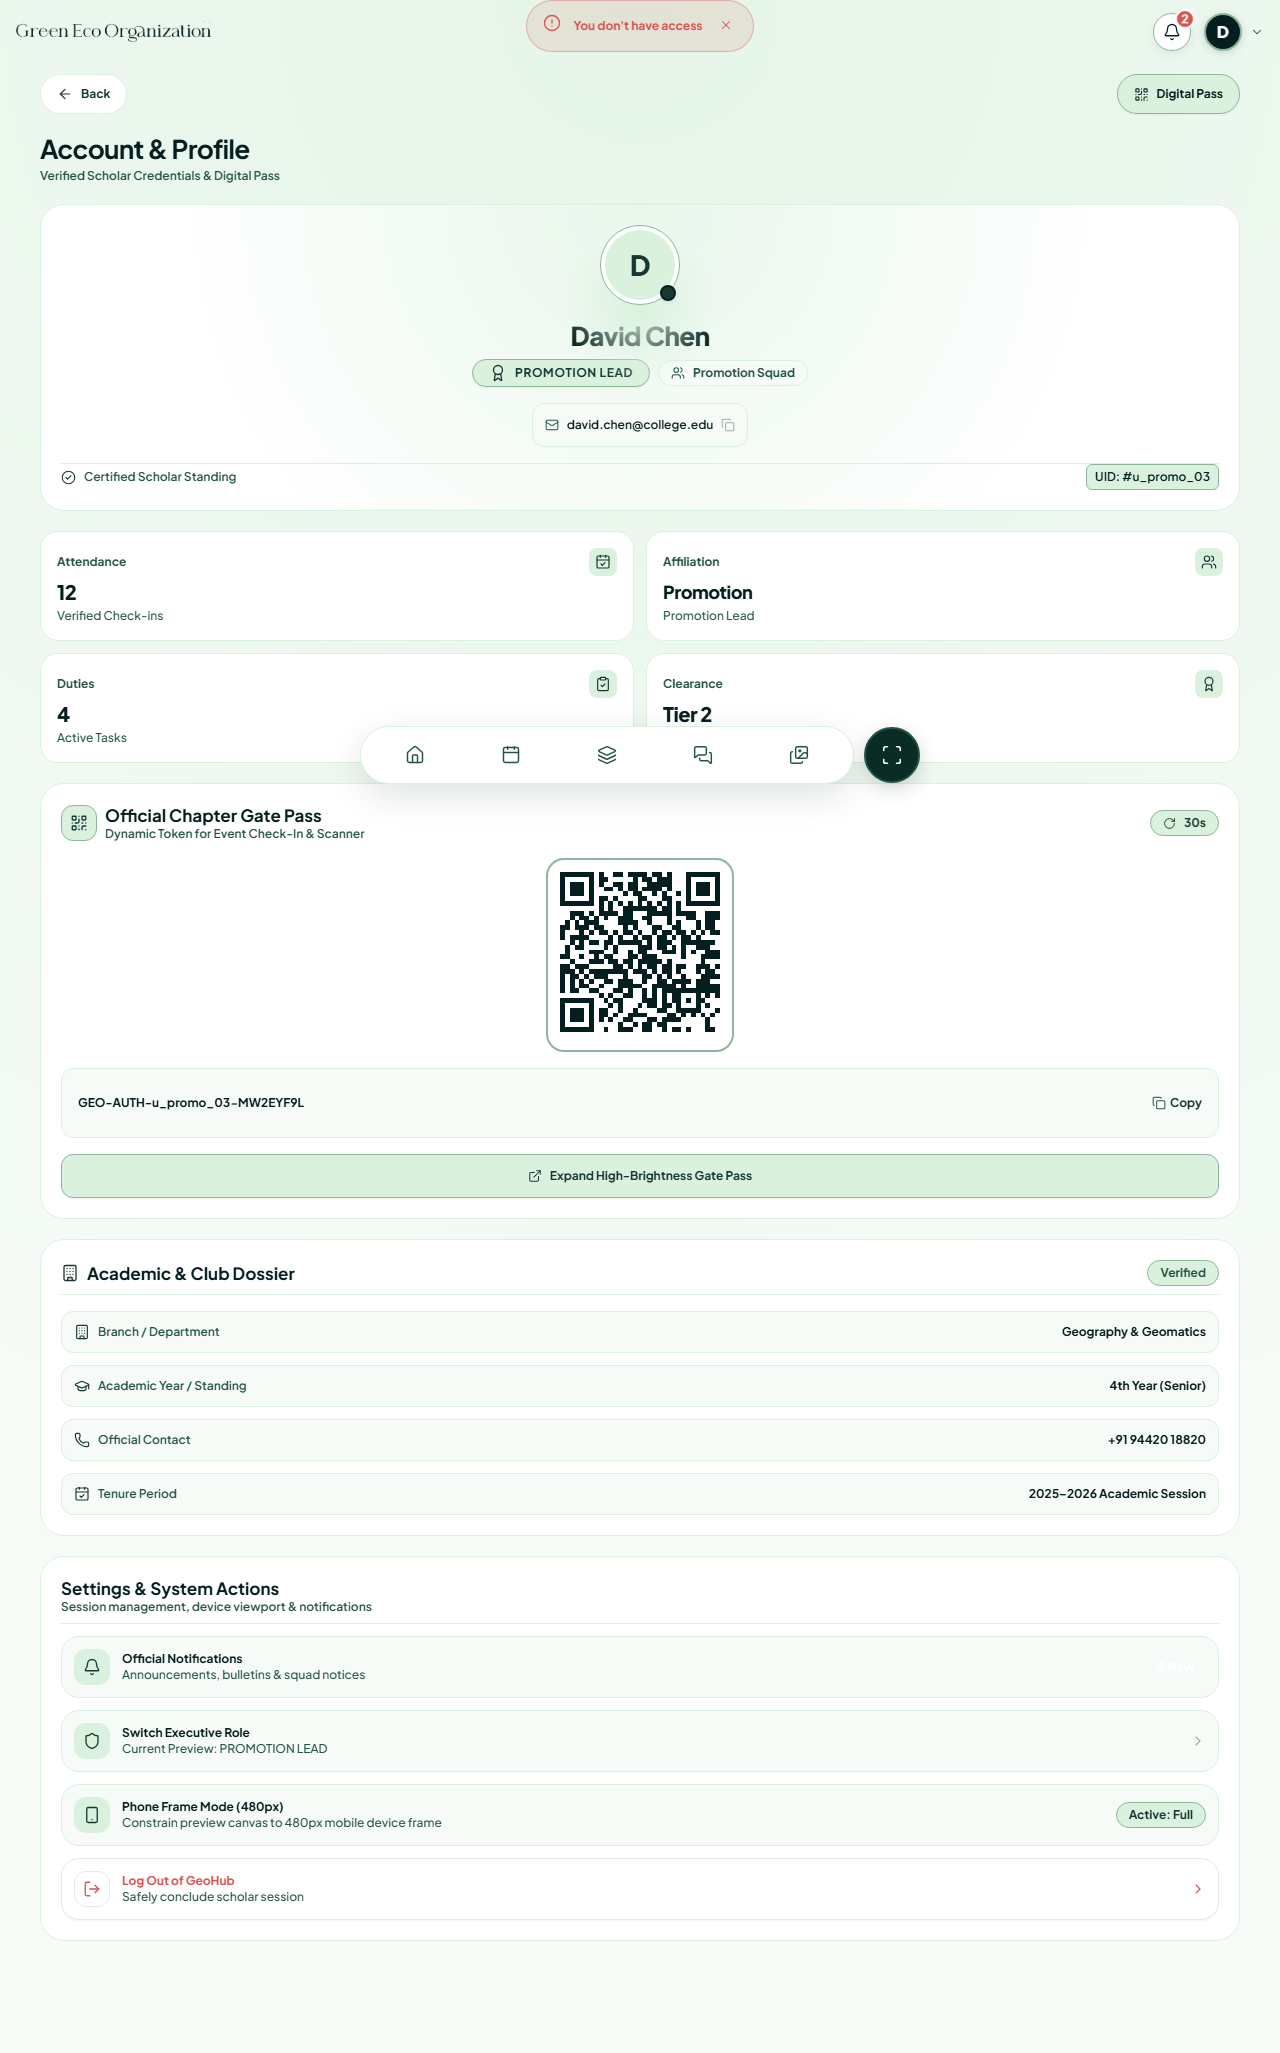 Green Eco Organization
You don't have access
2
D
Back
Digital Pass
Account & Profile
Verified Scholar Credentials & Digital Pass
D
David Chen
PROMOTION LEAD
Promotion Squad
david.chen@college.edu
Certified Scholar Standing
UID: #u_promo_03
Attendance
12
Verified Check-ins
Affiliation
Promotion
Promotion Lead
Duties
4
Active Tasks
Clearance
Tier 2
Official Chapter Gate Pass
Dynamic Token for Event Check-In & Scanner
30s
GEO-AUTH-u_promo_03-MW2EYF9L
Copy
Expand High-Brightness Gate Pass
Academic & Club Dossier
Verified
Branch / Department
Geography & Geomatics
Academic Year / Standing
4th Year (Senior)
Official Contact
+91 94420 18820
Tenure Period
2025-2026 Academic Session
Settings & System Actions
Session management, device viewport & notifications
Official Notifications
Announcements, bulletins & squad notices
2 New
Switch Executive Role
Current Preview: PROMOTION LEAD
Phone Frame Mode (480px)
Constrain preview canvas to 480px mobile device frame
Active: Full
Log Out of GeoHub
Safely conclude scholar session